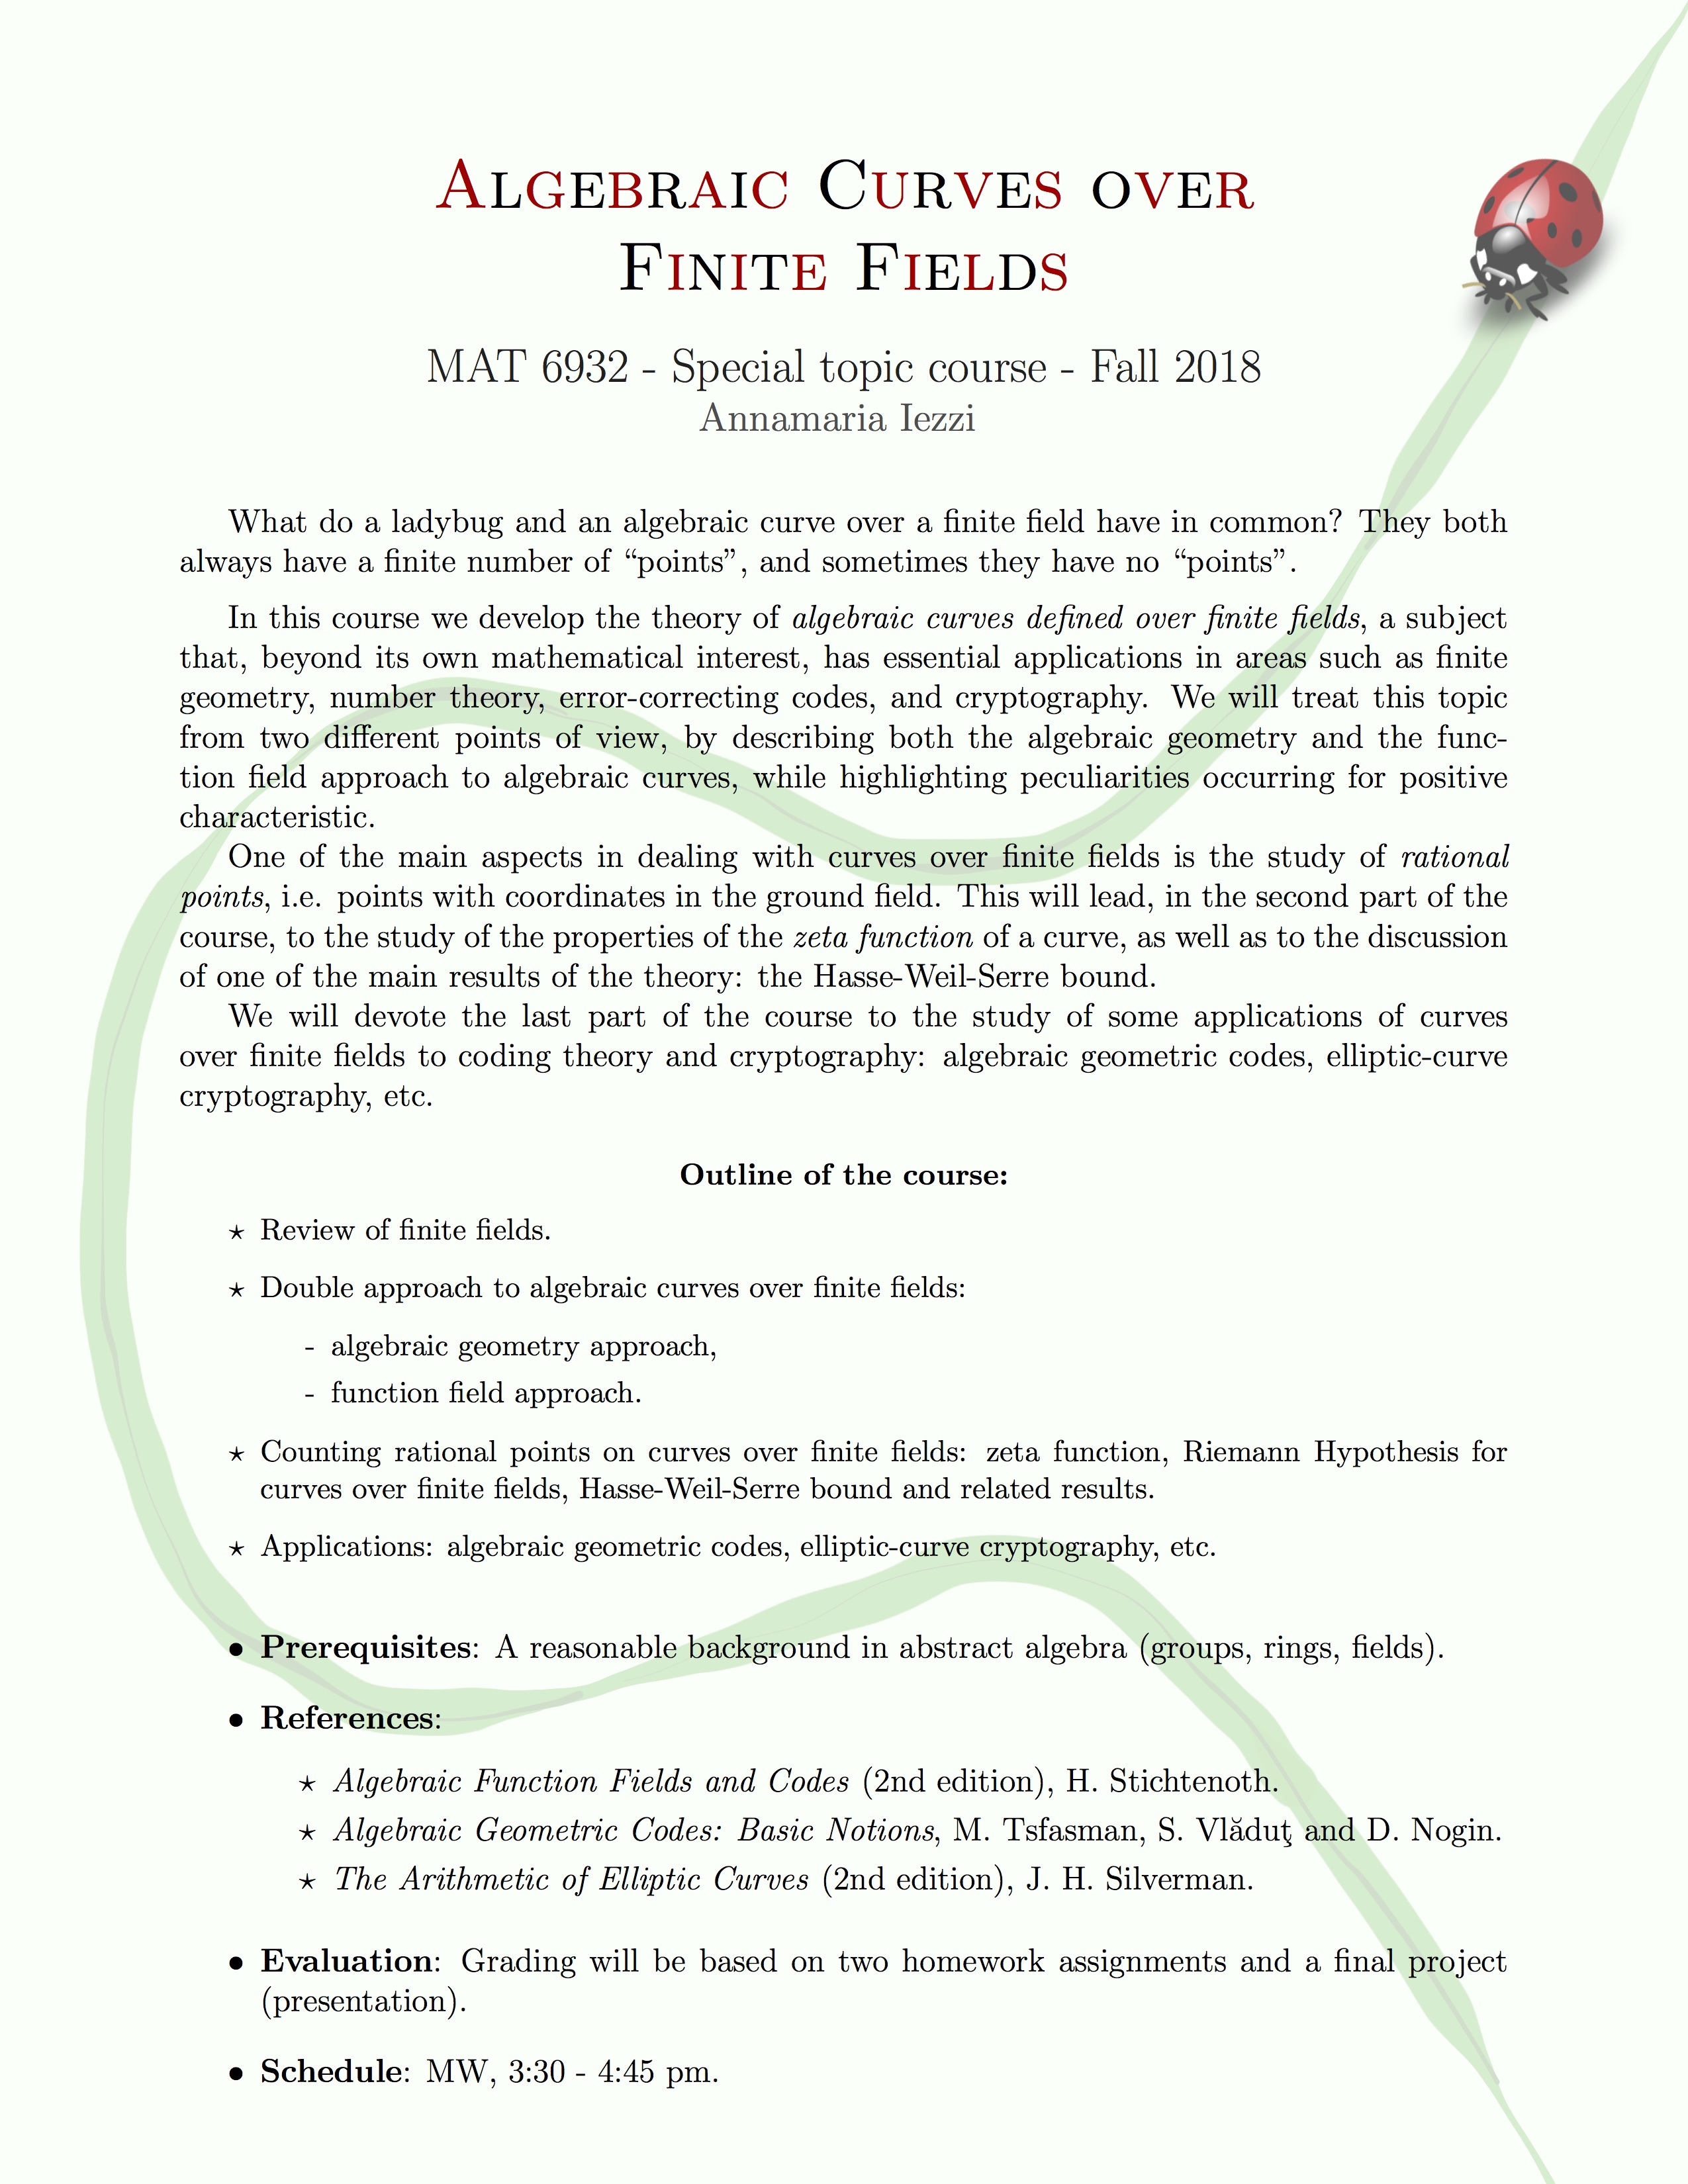 Algebraic Curves over
Finite Fields
MAT 6932 - Special topic course - Fall 2018
Annamaria Iezzi
What do a ladybug and an algebraic curve over a finite field have in common? They both
always have a finite number of “points”, and sometimes they have no “points”.
In this course we develop the theory of algebraic curves defined over finite fields, a subject
that, beyond its own mathematical interest, has essential applications in areas such as finite
geometry, number theory, error-correcting codes, and cryptography. We will treat this topic
from two different points of view, by describing both the algebraic geometry and the func-
tion field approach to algebraic curves, while highlighting peculiarities occurring for positive
characteristic.
One of the main aspects in dealing with curves over finite fields is the study of rational
points, i.e. points with coordinates in the ground field. This will lead, in the second part of the
course, to the study of the properties of the zeta function of a curve, as well as to the discussion
of one of the main results of the theory: the Hasse-Weil-Serre bound.
We will devote the last part of the course to the study of some applications of curves
over finite fields to coding theory and cryptography: algebraic geometric codes, elliptic-curve
cryptography, etc.
Outline of the course:
⋆ Review of finite fields.
⋆ Double approach to algebraic curves over finite fields:
- algebraic geometry approach,
- function field approach.
⋆ Counting rational points on curves over finite fields: zeta function, Riemann Hypothesis for
curves over finite fields, Hasse-Weil-Serre bound and related results.
⋆ Applications: algebraic geometric codes, elliptic-curve cryptography, etc.
• Prerequisites: A reasonable background in abstract algebra (groups, rings, fields).
• References:
⋆ Algebraic Function Fields and Codes (2nd edition), H. Stichtenoth.
⋆ Algebraic Geometric Codes: Basic Notions, M. Tsfasman, S. Vlăduţ and D. Nogin.
⋆ The Arithmetic of Elliptic Curves (2nd edition), J. H. Silverman.
• Evaluation: Grading will be based on two homework assignments and a final project
(presentation).
• Schedule: MW, 3:30 - 4:45 pm.